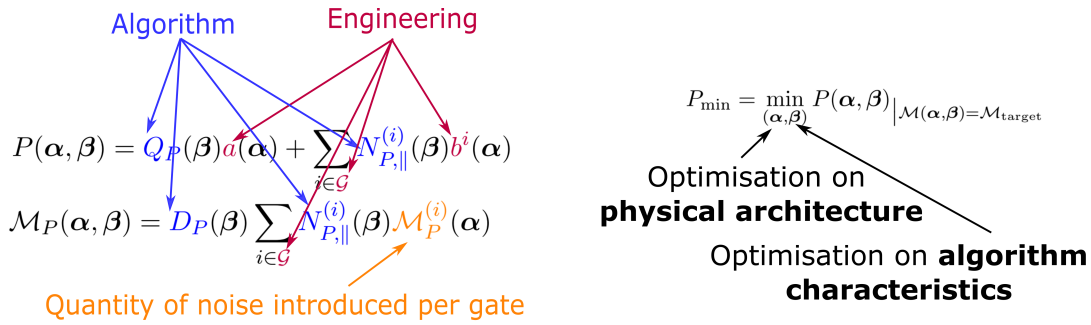 Algorithm
Engineering
P(α, β) = Q_P(β)a(α) + ∑_{i∈𝒢} N_{P,∥}^{(i)}(β)b^i(α)
ℳ_P(α, β) = D_P(β) ∑_{i∈𝒢} N_{P,∥}^{(i)}(β)ℳ_P^{(i)}(α)
Quantity of noise introduced per gate
P_min = min_{(α,β)} P(α, β)|_{ℳ(α,β)=ℳ_target}
Optimisation on
physical architecture
Optimisation on algorithm
characteristics